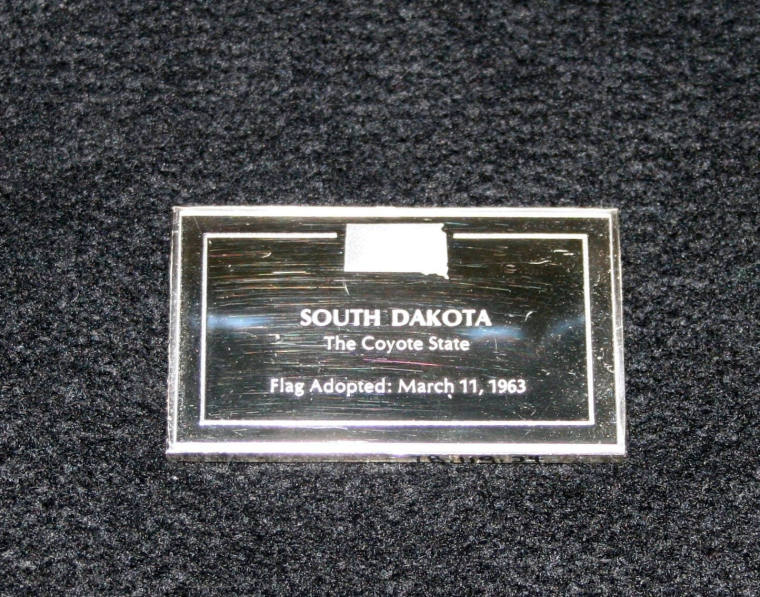 SOUTH DAKOTA
The Coyote State
Flag Adopted: March 11, 1963